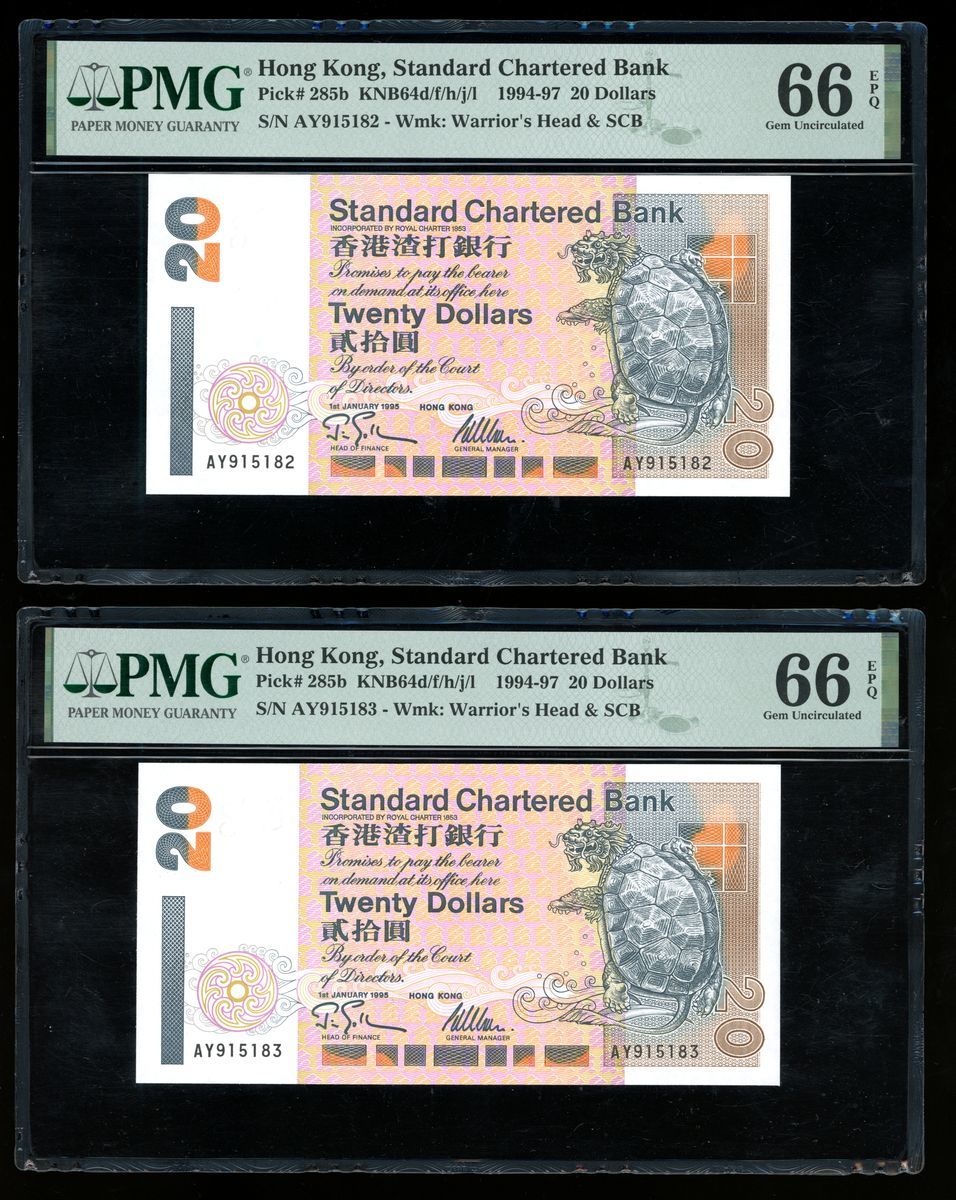 PMG® Hong Kong, Standard Chartered Bank 66 EPQ
Pick# 285b KNB64d/f/h/j/l 1994-97 20 Dollars
PAPER MONEY GUARANTY S/N AY915182 - Wmk: Warrior's Head & SCB Gem Uncirculated
20
Standard Chartered Bank
INCORPORATED BY ROYAL CHARTER 1853
香港渣打銀行
Promises to pay the bearer
on demand at its office here
Twenty Dollars
貳拾圓
By order of the Court
of Directors.
1st JANUARY 1995 HONG KONG
HEAD OF FINANCE GENERAL MANAGER
AY915182 AY915182
20
PMG® Hong Kong, Standard Chartered Bank 66 EPQ
Pick# 285b KNB64d/f/h/j/l 1994-97 20 Dollars
PAPER MONEY GUARANTY S/N AY915183 - Wmk: Warrior's Head & SCB Gem Uncirculated
20
Standard Chartered Bank
INCORPORATED BY ROYAL CHARTER 1853
香港渣打銀行
Promises to pay the bearer
on demand at its office here
Twenty Dollars
貳拾圓
By order of the Court
of Directors.
1st JANUARY 1995 HONG KONG
HEAD OF FINANCE GENERAL MANAGER
AY915183 AY915183
20